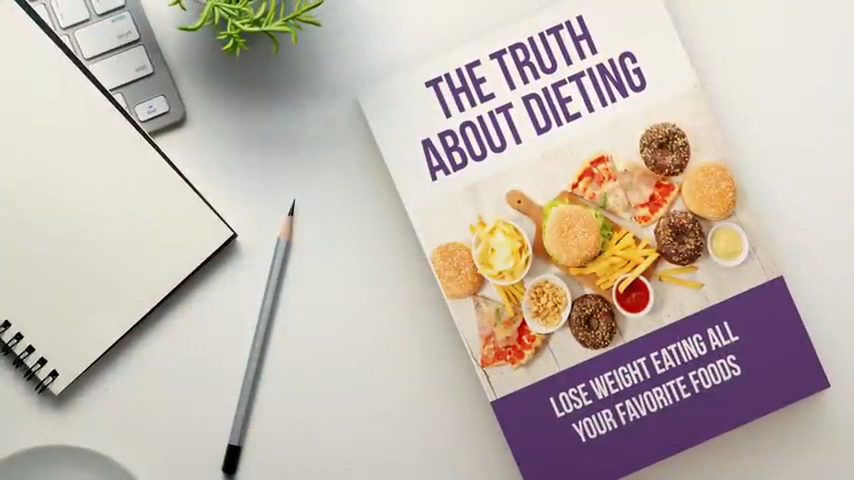 THE TRUTH
ABOUT DIETING
LOSE WEIGHT EATING ALL
YOUR FAVORITE FOODS